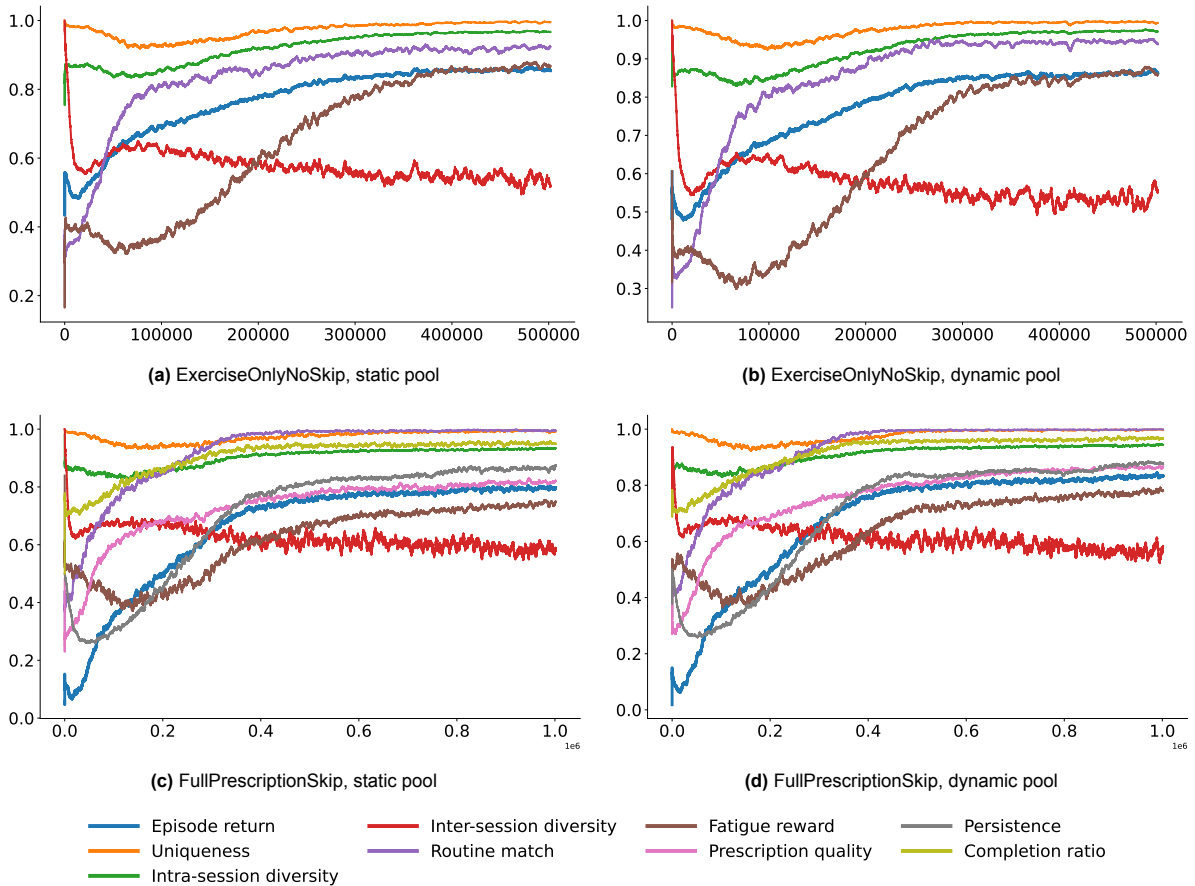 1.0
0.8
0.6
0.4
0.2
0 100000 200000 300000 400000 500000
(a) ExerciseOnlyNoSkip, static pool
1.0
0.9
0.8
0.7
0.6
0.5
0.4
0.3
0 100000 200000 300000 400000 500000
(b) ExerciseOnlyNoSkip, dynamic pool
1.0
0.8
0.6
0.4
0.2
0.0
0.0 0.2 0.4 0.6 0.8 1.0
1e6
(c) FullPrescriptionSkip, static pool
1.0
0.8
0.6
0.4
0.2
0.0
0.0 0.2 0.4 0.6 0.8 1.0
1e6
(d) FullPrescriptionSkip, dynamic pool
Episode return
Uniqueness
Intra-session diversity
Inter-session diversity
Routine match
Fatigue reward
Prescription quality
Persistence
Completion ratio